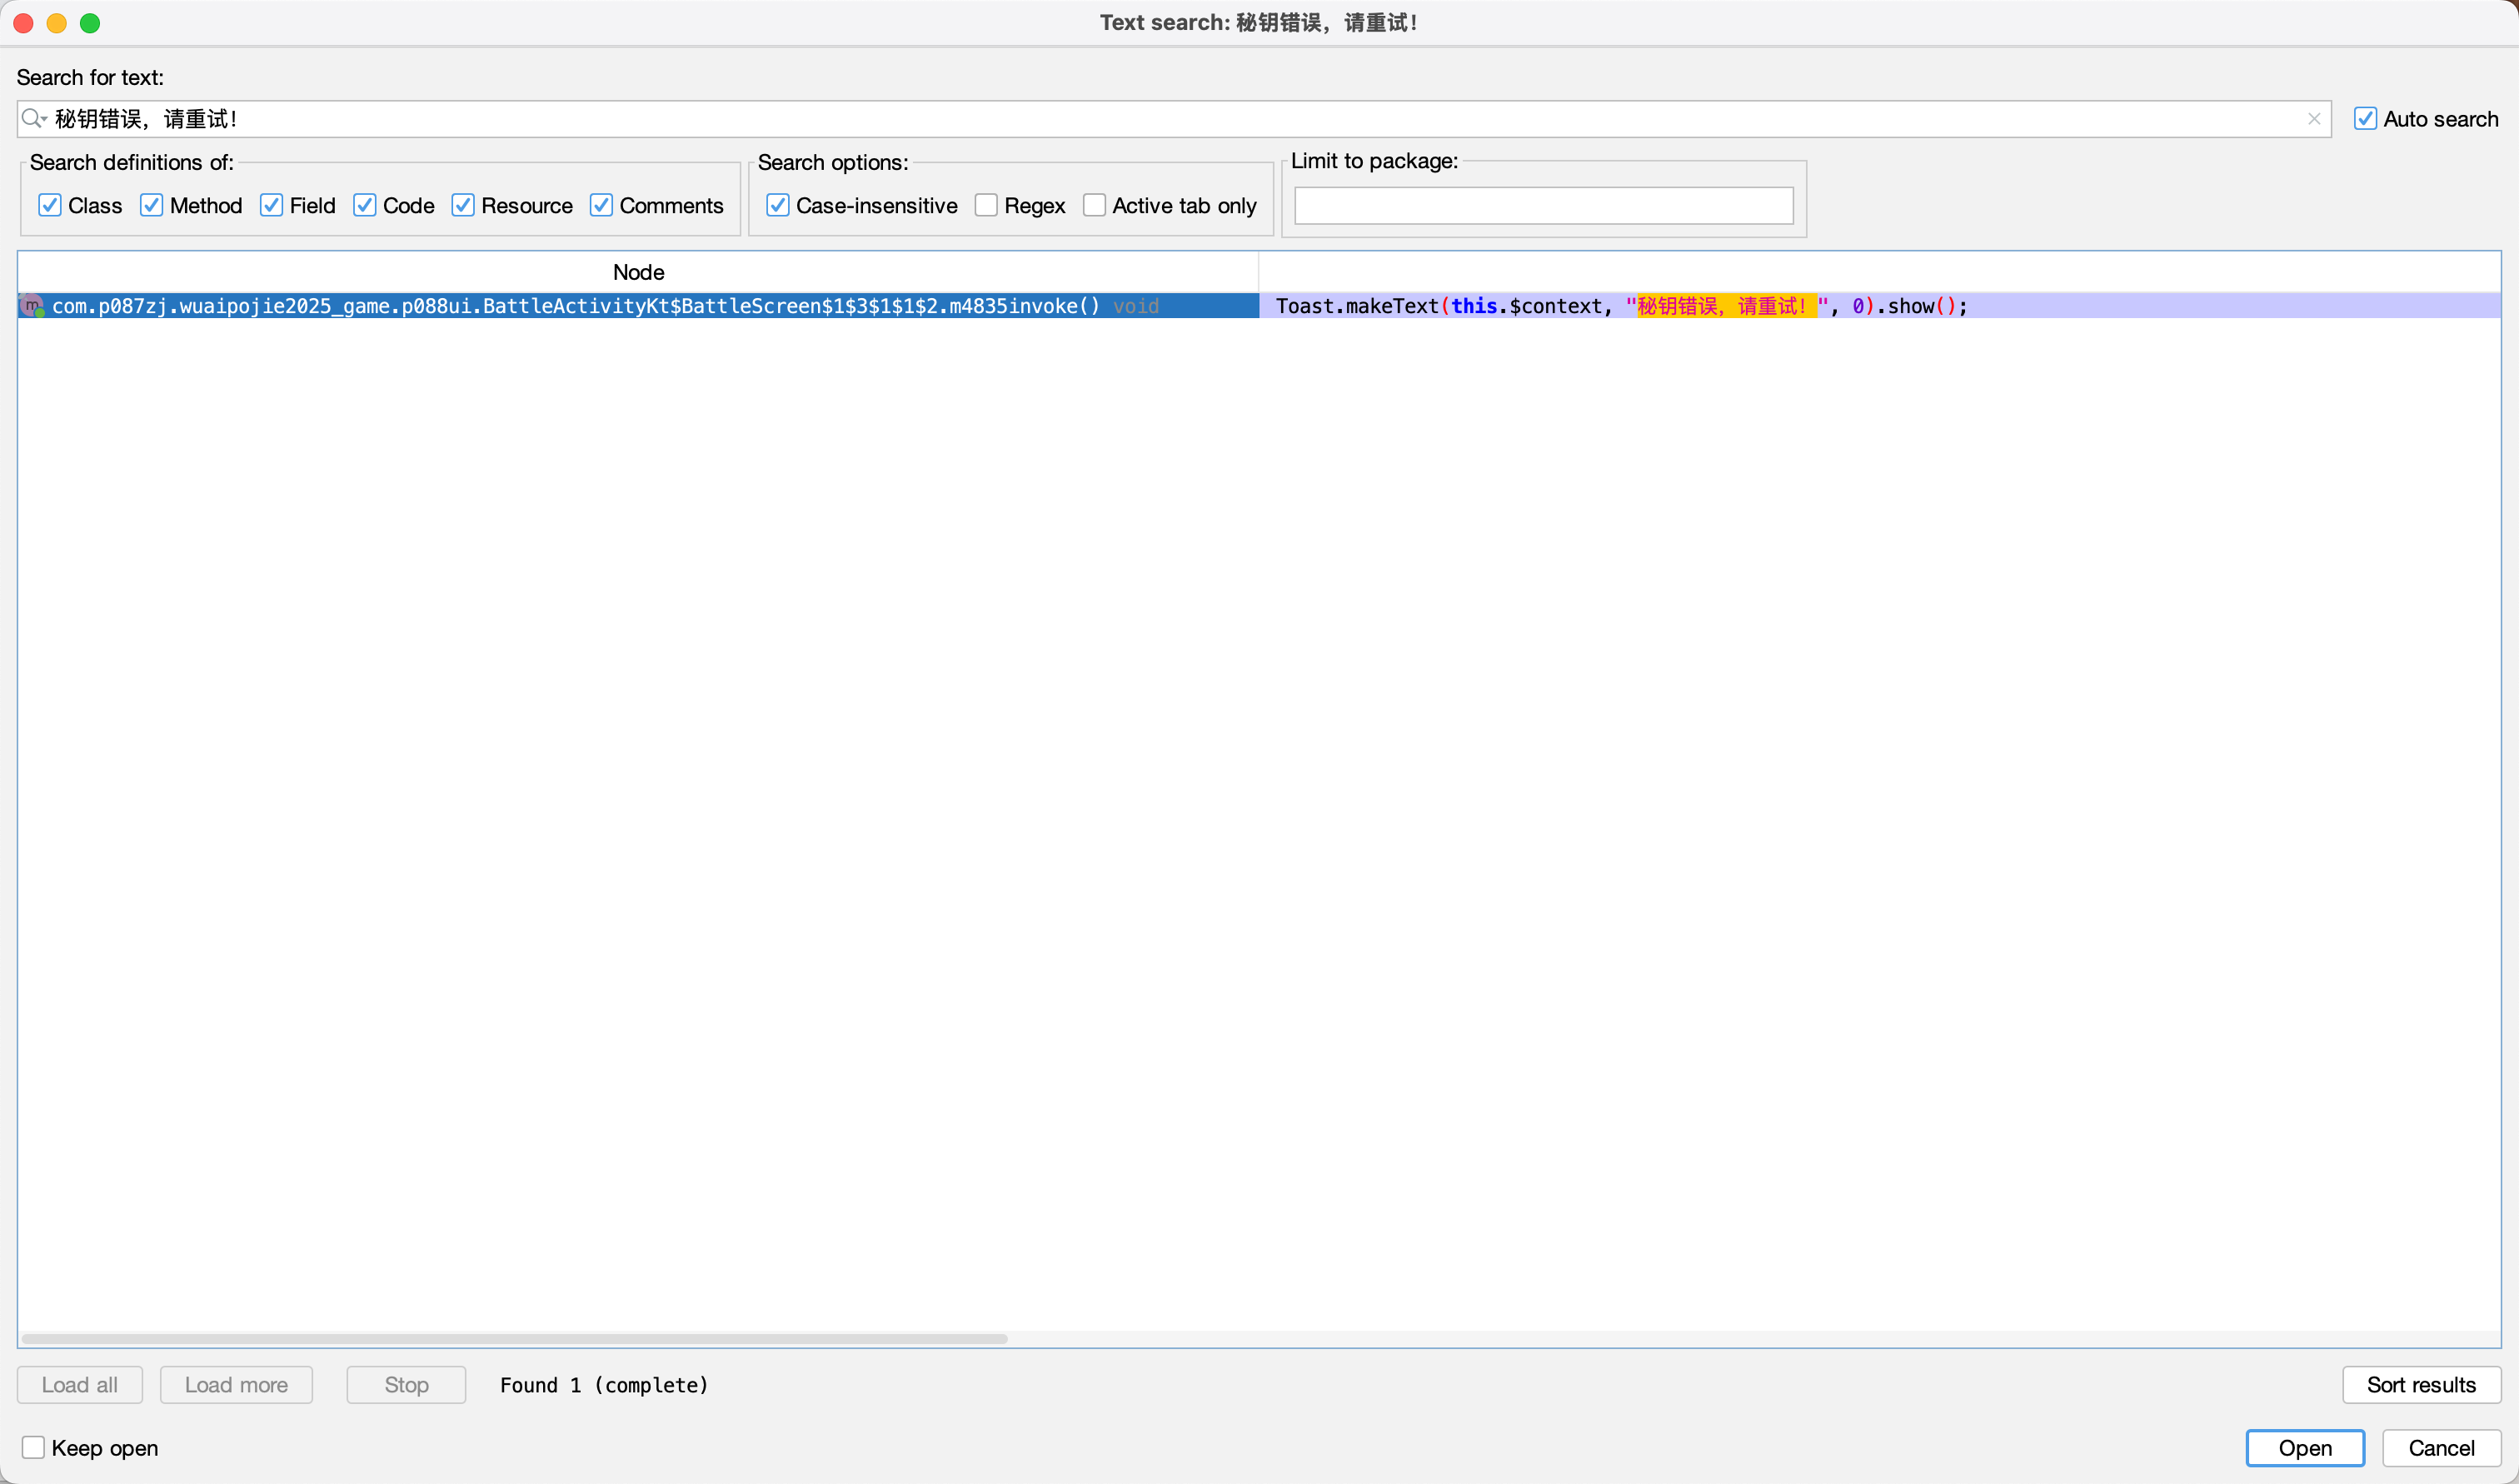 Text search: 秘钥错误，请重试！
Search for text:
秘钥错误，请重试！
Auto search
Search definitions of:
Class Method Field Code Resource Comments
Search options:
Case-insensitive Regex Active tab only
Limit to package:
Node
m com.p087zj.wuaipojie2025_game.p088ui.BattleActivityKt$BattleScreen$1$3$1$1$2.m4835invoke() void
Toast.makeText(this.$context, "秘钥错误，请重试！", 0).show();
Load all Load more Stop Found 1 (complete)
Sort results
Keep open
Open Cancel